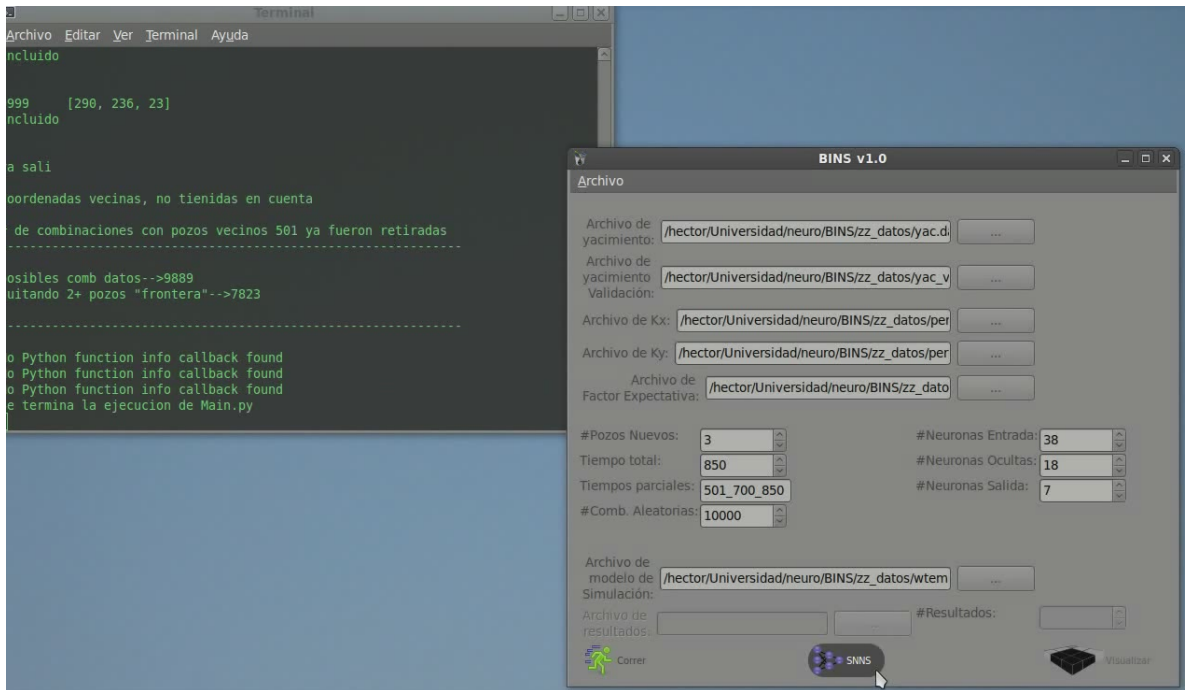 Terminal
Archivo Editar Ver Terminal Ayuda
ncluido
999 [290, 236, 23]
ncluido
a sali
oordenadas vecinas, no tienidas en cuenta
de combinaciones con pozos vecinos 501 ya fueron retiradas
----------------------------------------------------------------
osibles comb datos-->9889
uitando 2+ pozos "frontera"-->7823
----------------------------------------------------------------
o Python function info callback found
o Python function info callback found
o Python function info callback found
e termina la ejecucion de Main.py
BINS v1.0
Archivo
Archivo de
yacimiento: /hector/Universidad/neuro/BINS/zz_datos/yac.d ...
Archivo de
yacimiento
Validación: /hector/Universidad/neuro/BINS/zz_datos/yac_v ...
Archivo de Kx: /hector/Universidad/neuro/BINS/zz_datos/per ...
Archivo de Ky: /hector/Universidad/neuro/BINS/zz_datos/per ...
Archivo de
Factor Expectativa: /hector/Universidad/neuro/BINS/zz_dato ...
#Pozos Nuevos: 3 #Neuronas Entrada: 38
Tiempo total: 850 #Neuronas Ocultas: 18
Tiempos parciales: 501_700_850 #Neuronas Salida: 7
#Comb. Aleatorias: 10000
Archivo de
modelo de
Simulación: /hector/Universidad/neuro/BINS/zz_datos/wtem ...
Archivo de
resultados: ... #Resultados:
Correr SNNS Visualizar